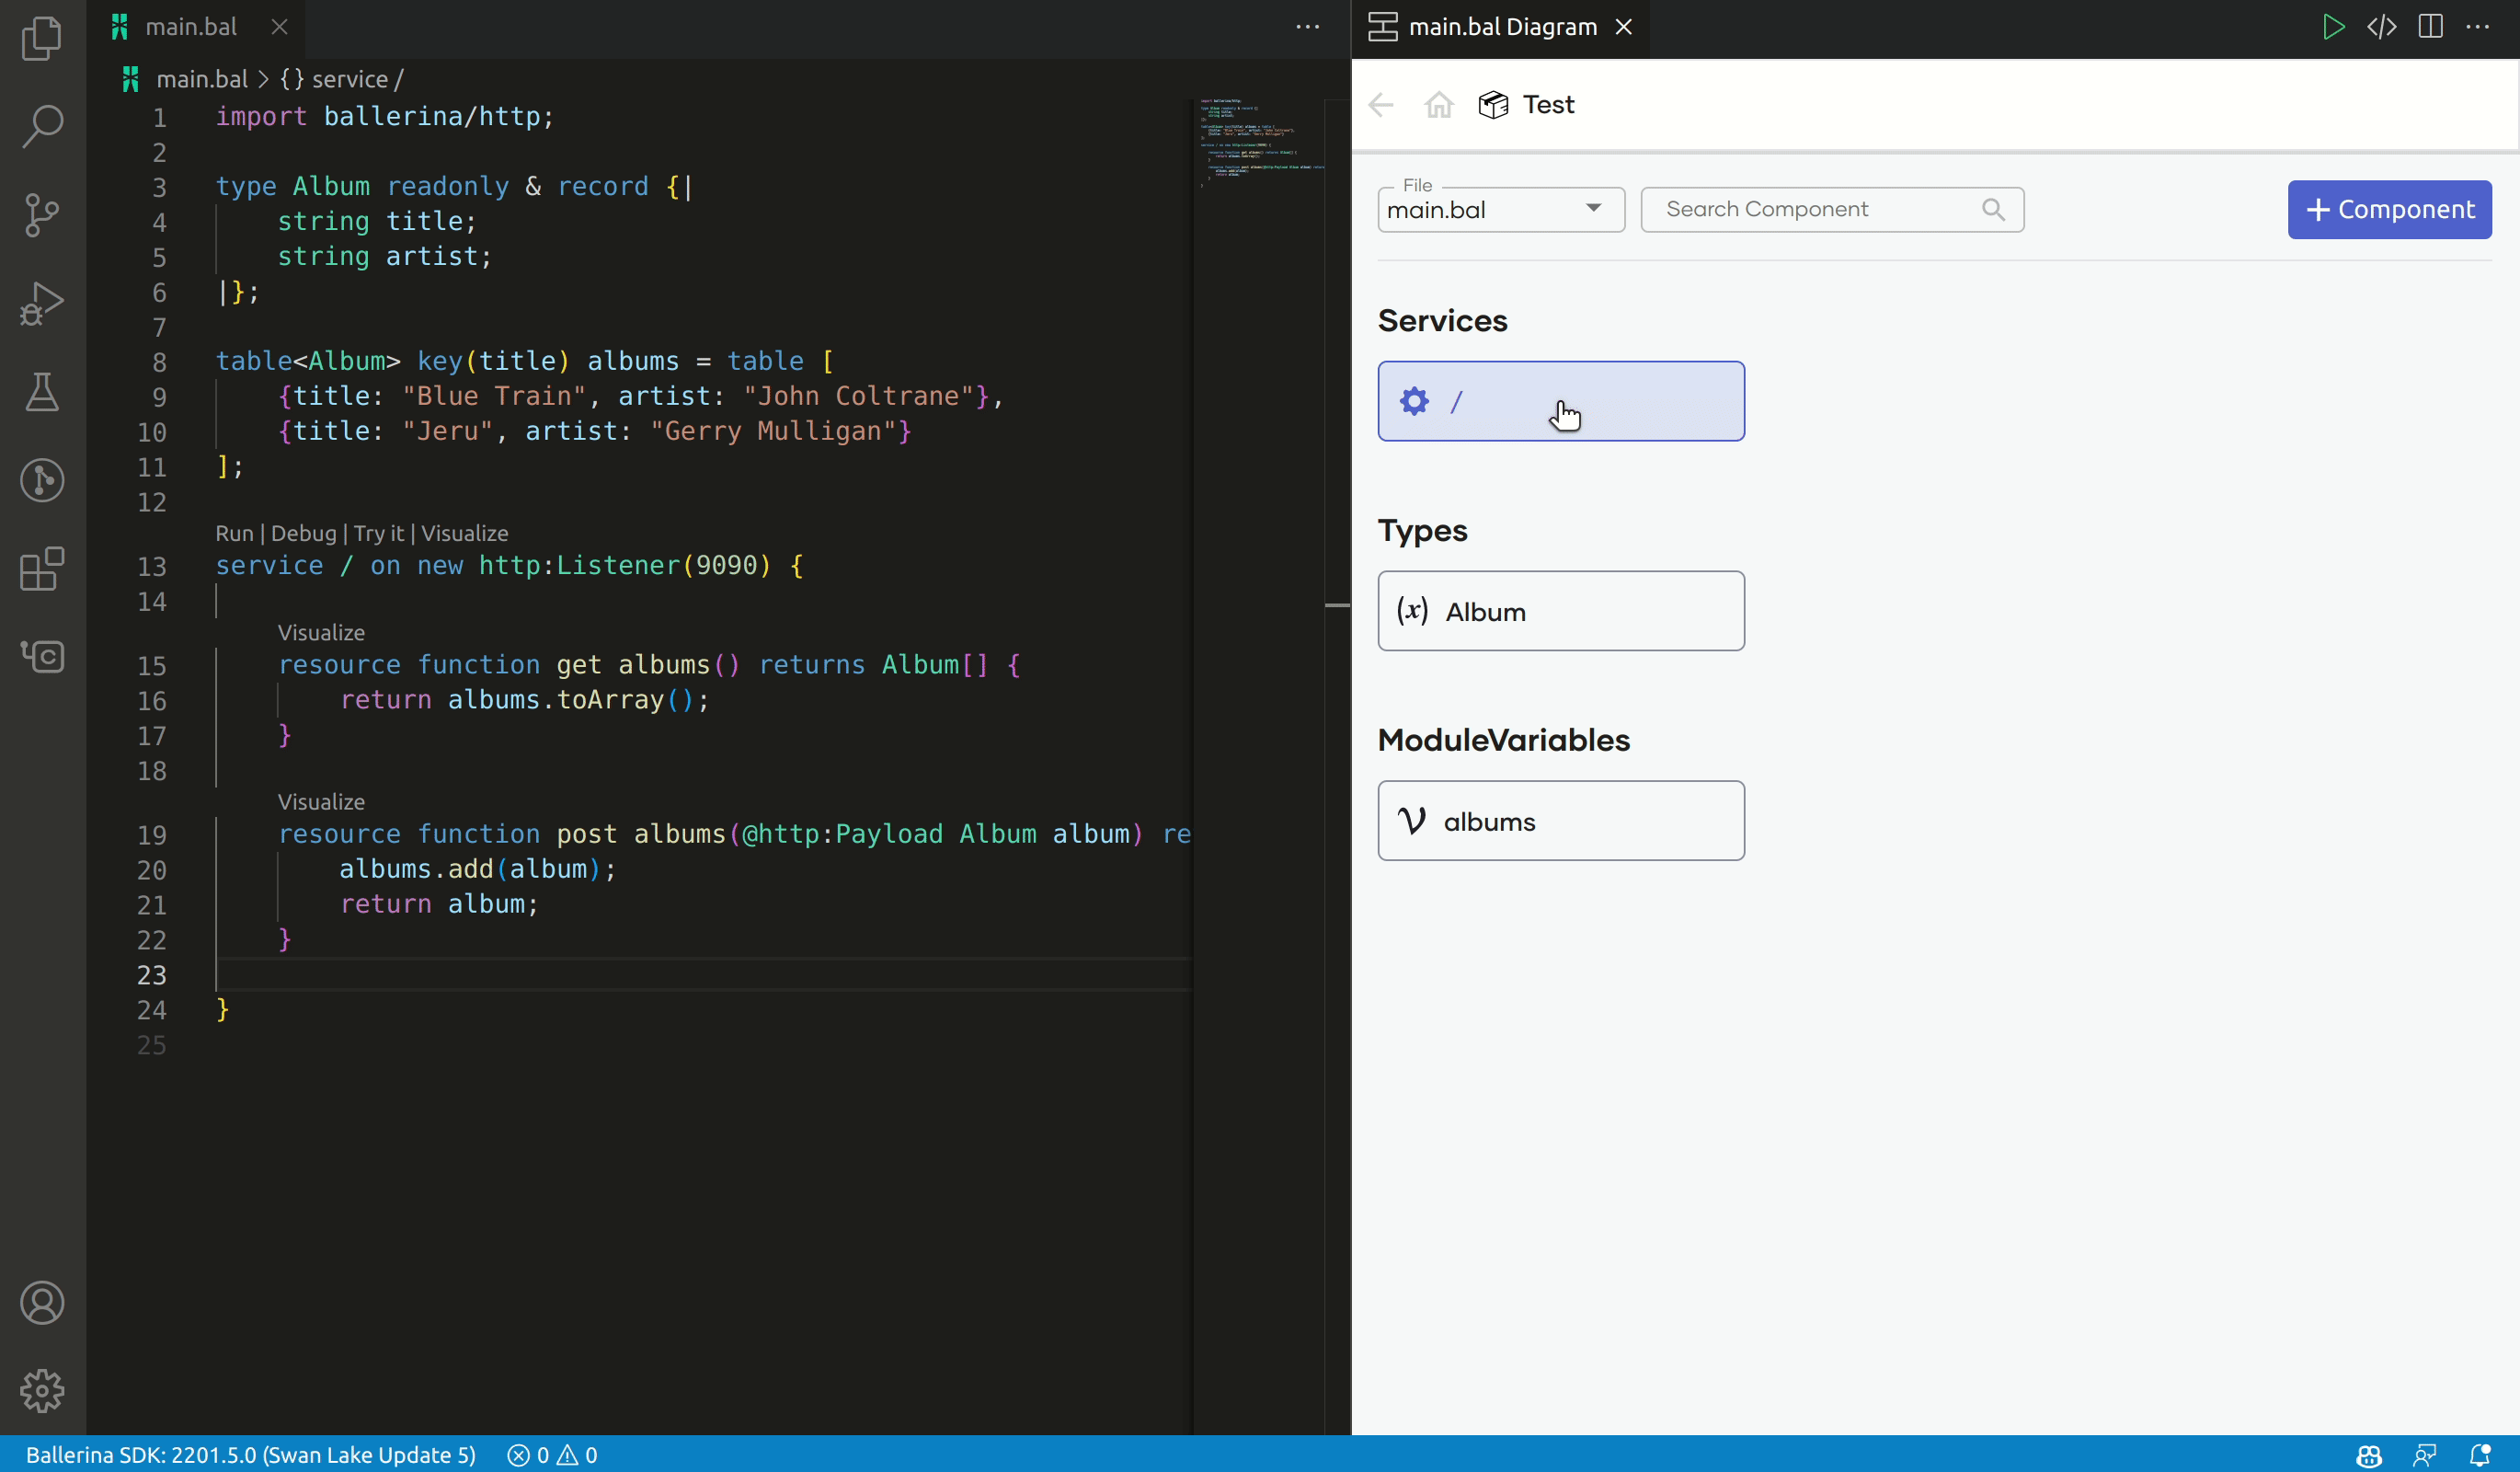 main.bal
main.bal > {} service /
1 import ballerina/http;
2
3 type Album readonly & record {|
4 string title;
5 string artist;
6 |};
7
8 table<Album> key(title) albums = table [
9 {title: "Blue Train", artist: "John Coltrane"},
10 {title: "Jeru", artist: "Gerry Mulligan"}
11 ];
12
Run | Debug | Try it | Visualize
13 service / on new http:Listener(9090) {
14
Visualize
15 resource function get albums() returns Album[] {
16 return albums.toArray();
17 }
18
Visualize
19 resource function post albums(@http:Payload Album album) re
20 albums.add(album);
21 return album;
22 }
23
24 }
25
main.bal Diagram
Test
File
main.bal
Search Component
+ Component
Services
/
Types
(x) Album
ModuleVariables
albums
Ballerina SDK: 2201.5.0 (Swan Lake Update 5) 0 0